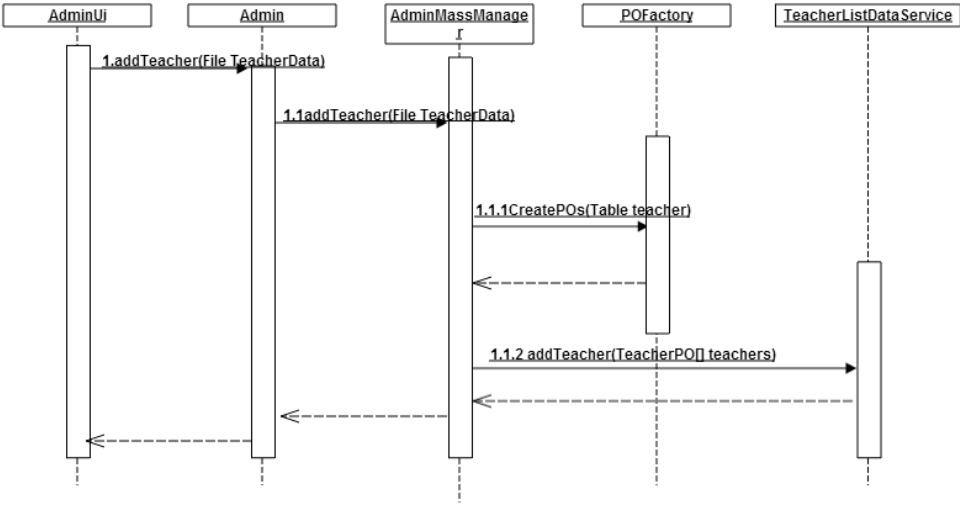 AdminUi
Admin
AdminMassManage
r
POFactory
TeacherListDataService
1.addTeacher(File TeacherData)
1.1addTeacher(File TeacherData)
1.1.1CreatePOs(Table teacher)
1.1.2 addTeacher(TeacherPO[] teachers)